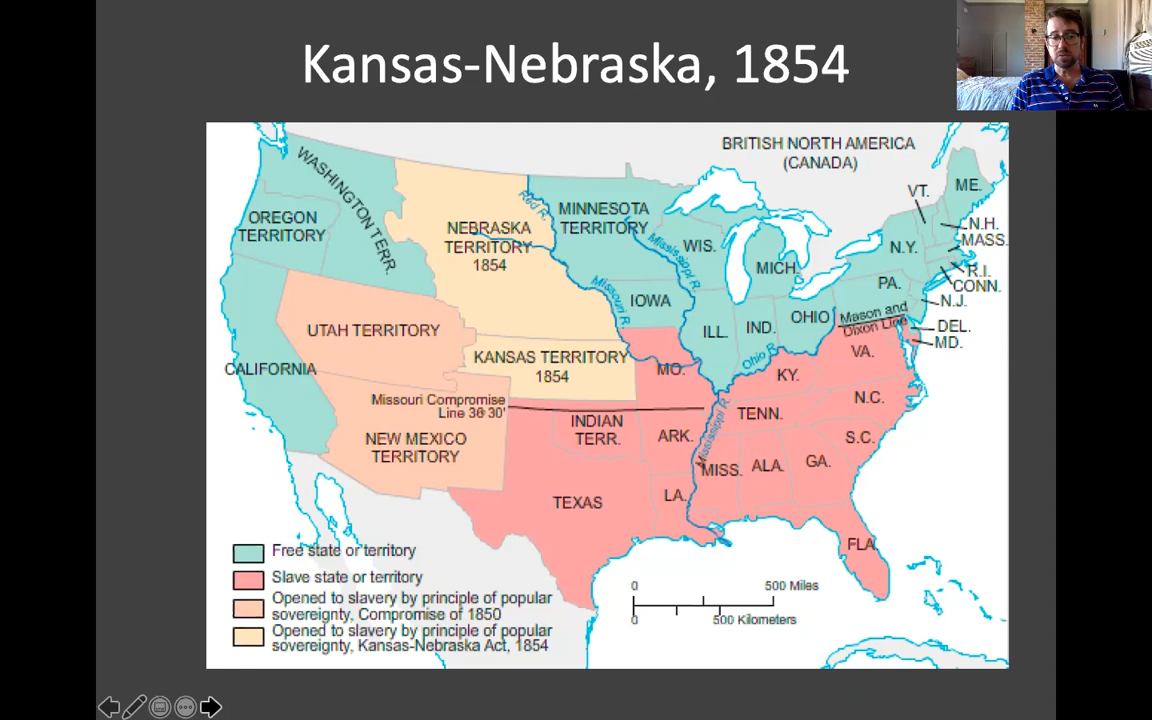 Kansas-Nebraska, 1854
BRITISH NORTH AMERICA
(CANADA)
WASHINGTON TERR.
OREGON
TERRITORY
NEBRASKA
TERRITORY
1854
Red R.
MINNESOTA
TERRITORY
Mississippi R.
WIS.
MICH.
VT.
ME.
N.H.
MASS.
N.Y.
R.I.
CONN.
PA.
N.J.
Missouri R.
IOWA
UTAH TERRITORY
ILL.
IND.
OHIO
Mason and
Dixon Line
DEL.
MD.
CALIFORNIA
KANSAS TERRITORY
1854
MO.
Ohio R.
KY.
VA.
Missouri Compromise
Line 36 30'
NEW MEXICO
TERRITORY
INDIAN
TERR.
ARK.
Mississippi R.
TENN.
N.C.
S.C.
MISS.
ALA.
GA.
TEXAS
LA.
FLA.
Free state or territory
Slave state or territory
Opened to slavery by principle of popular
sovereignty, Compromise of 1850
Opened to slavery by principle of popular
sovereignty, Kansas-Nebraska Act, 1854
0 500 Miles
0 500 Kilometers